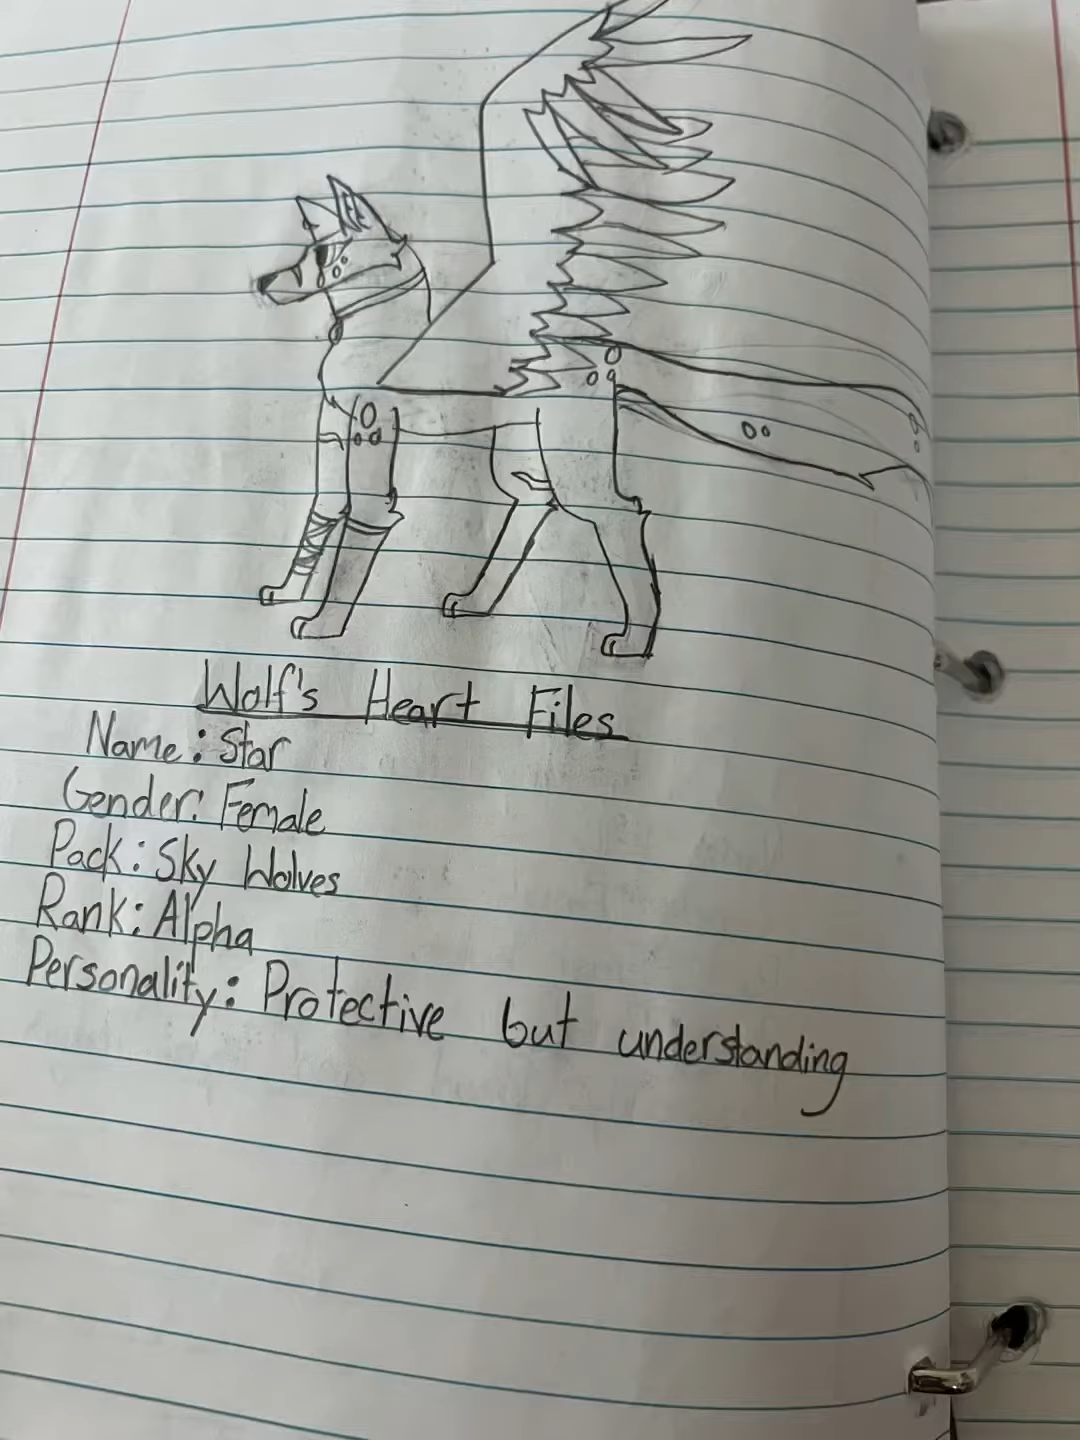 Wolf's Heart Files
Name: Star
Gender: Female
Pack: Sky Wolves
Rank: Alpha
Personality: Protective but understanding